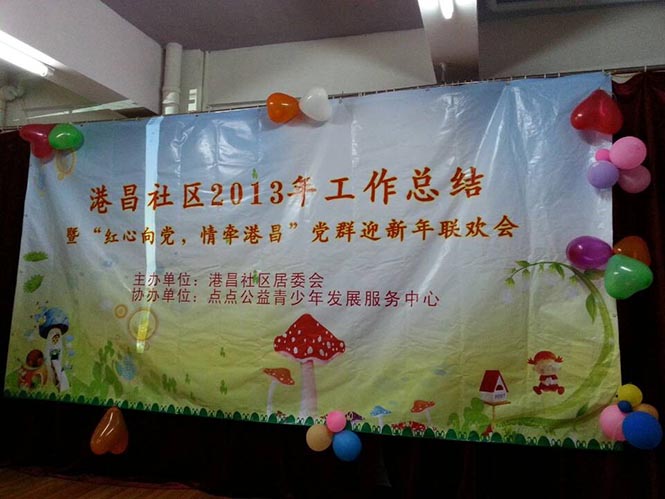 港昌社区2013年工作总结
暨“红心向党，情牵港昌”党群迎新年联欢会
主办单位：港昌社区居委会
协办单位：点点公益青少年发展服务中心